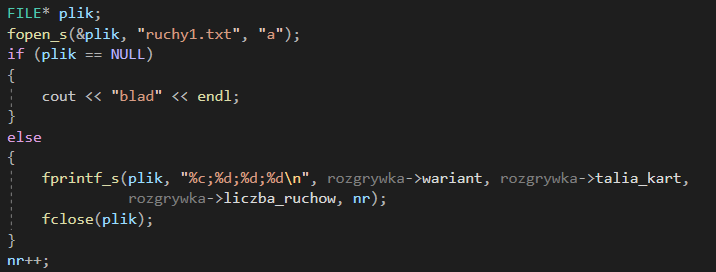 FILE* plik;
fopen_s(&plik, "ruchy1.txt", "a");
if (plik == NULL)
{
cout << "blad" << endl;
}
else
{
fprintf_s(plik, "%c;%d;%d;%d\n", rozgrywka->wariant, rozgrywka->talia_kart,
rozgrywka->liczba_ruchow, nr);
fclose(plik);
}
nr++;